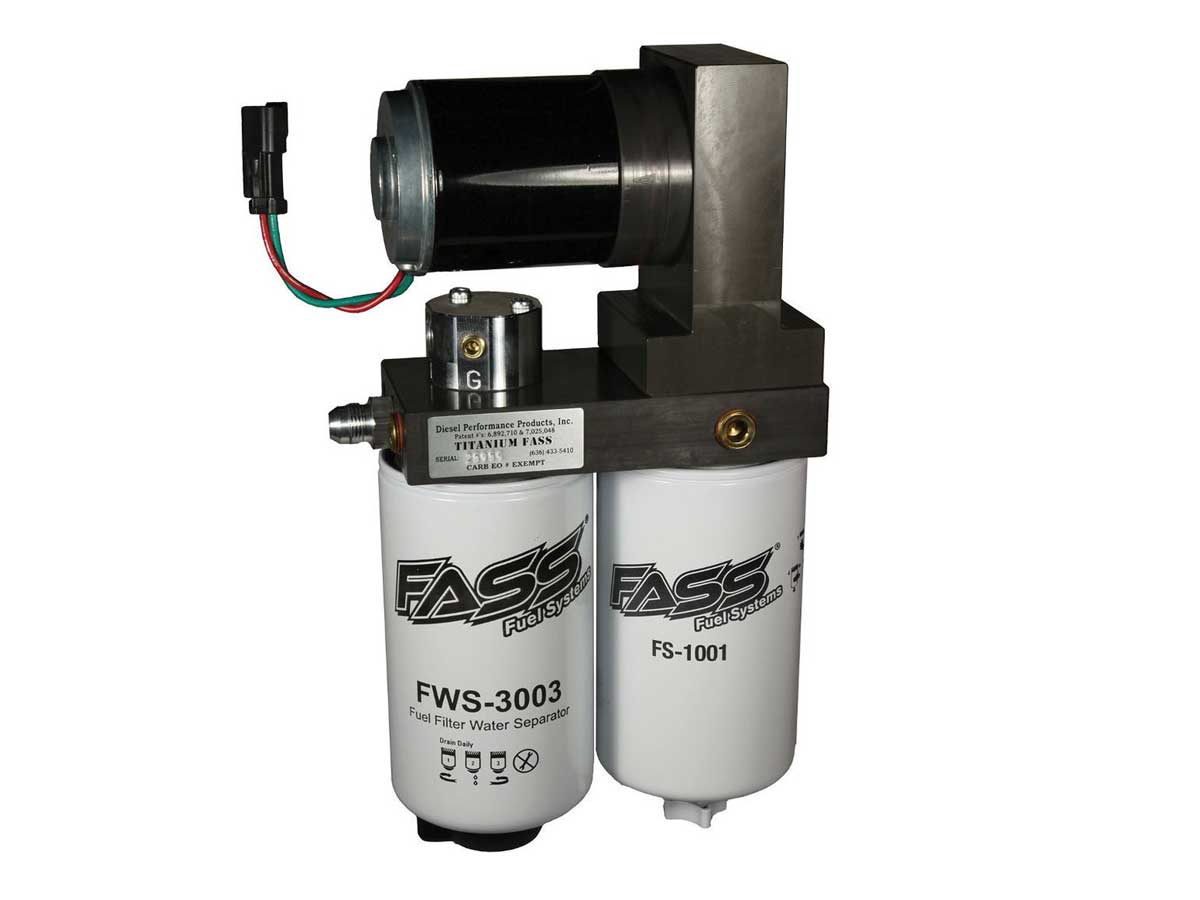 G
Diesel Performance Products, Inc.
Patent #'s: 6,892,710 & 7,025,048
TITANIUM FASS
SERIAL: (636) 433-5410
CARB EO # EXEMPT
FASS®
Fuel Systems
FWS-3003
Fuel Filter Water Separator
Drain Daily
1 2 3
FASS®
Fuel Systems
FS-1001